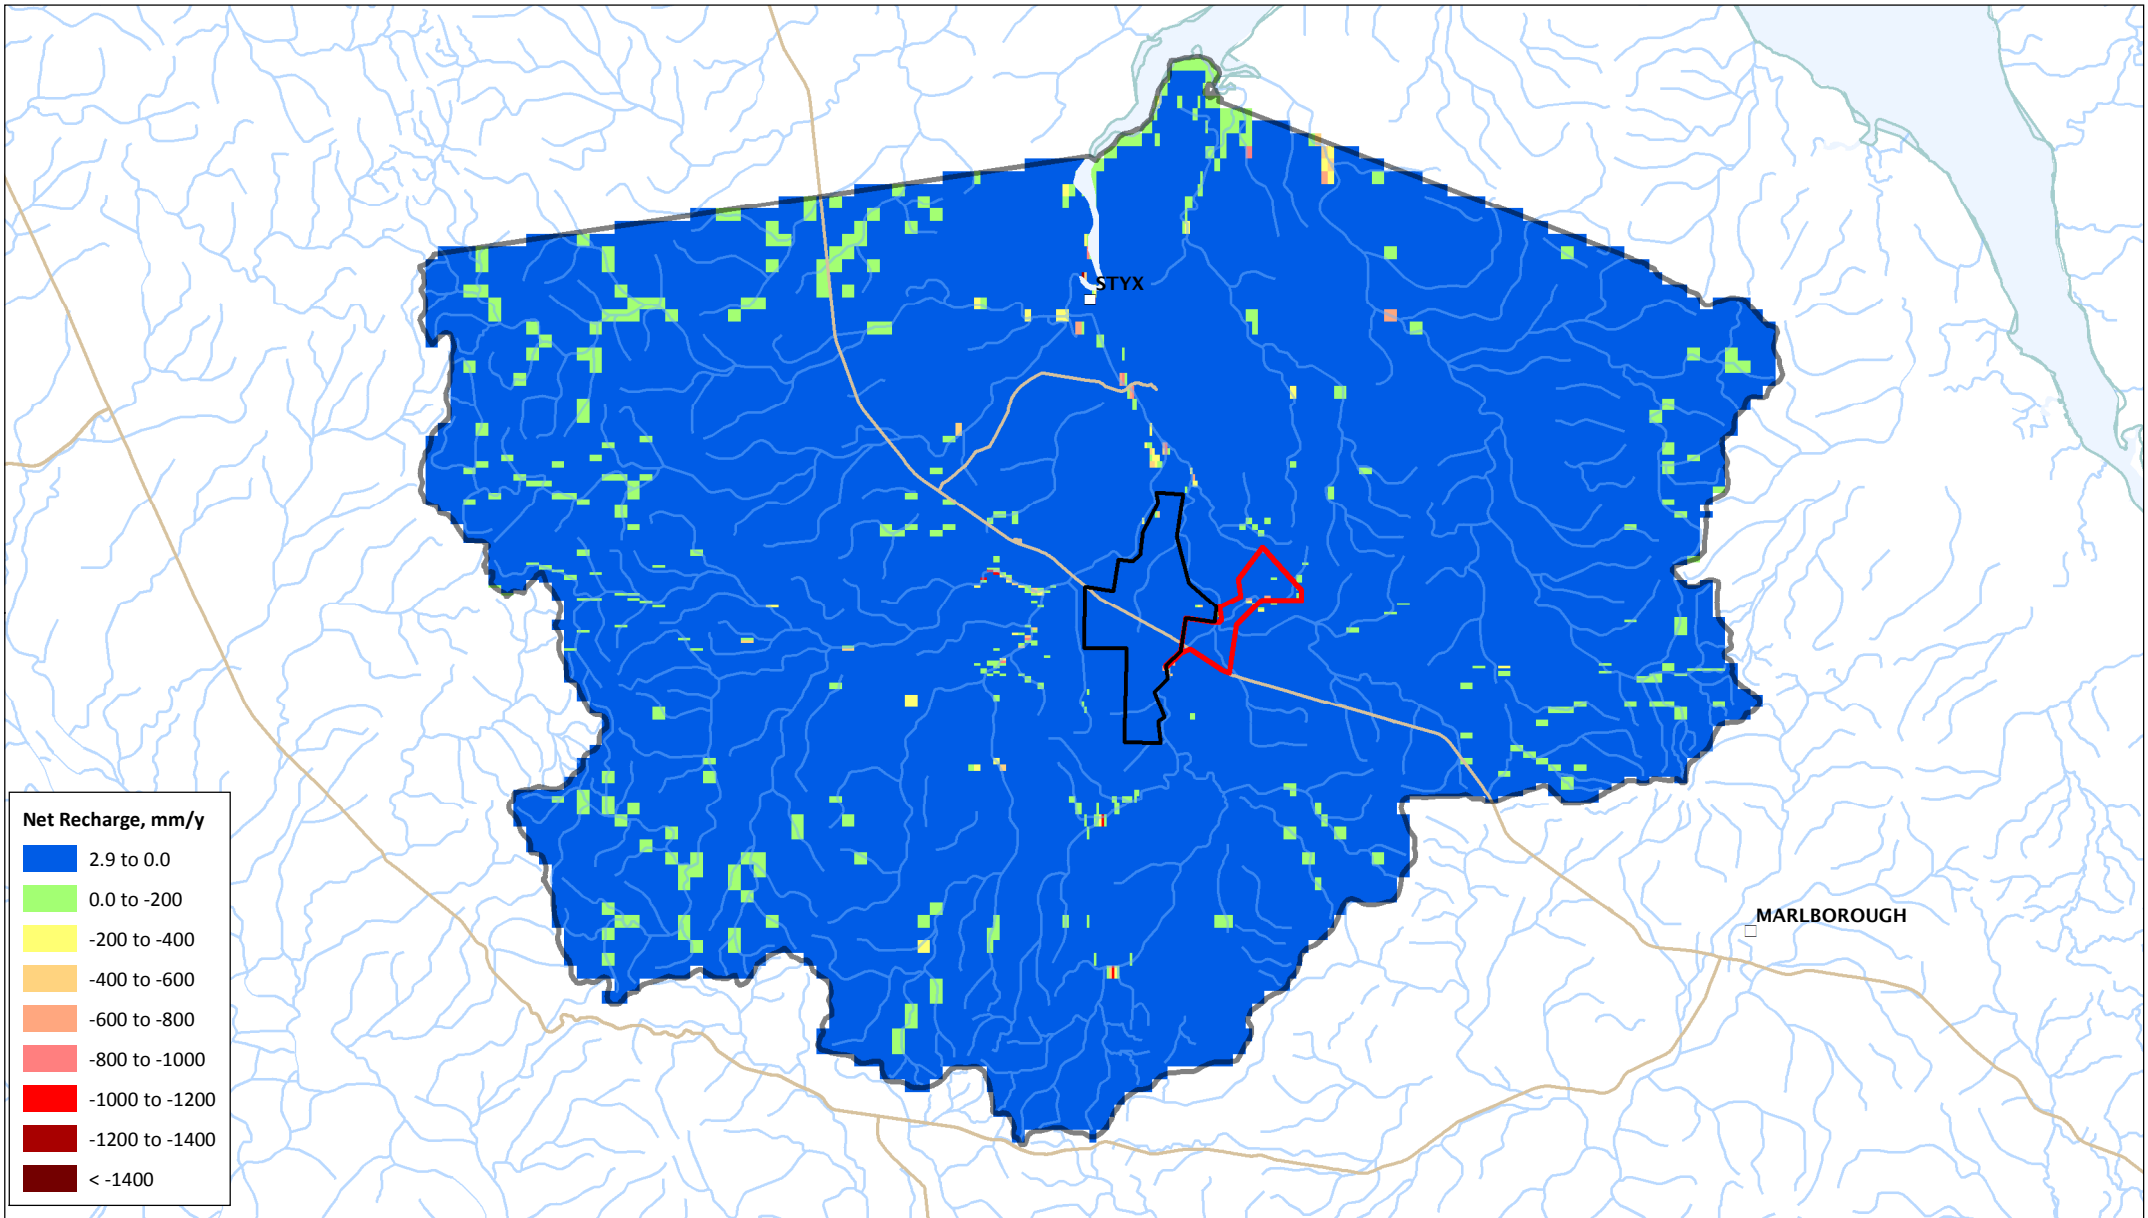 STYX
MARLBOROUGH
Net Recharge, mm/y
2.9 to 0.0
0.0 to -200
-200 to -400
-400 to -600
-600 to -800
-800 to -1000
-1000 to -1200
-1200 to -1400
< -1400